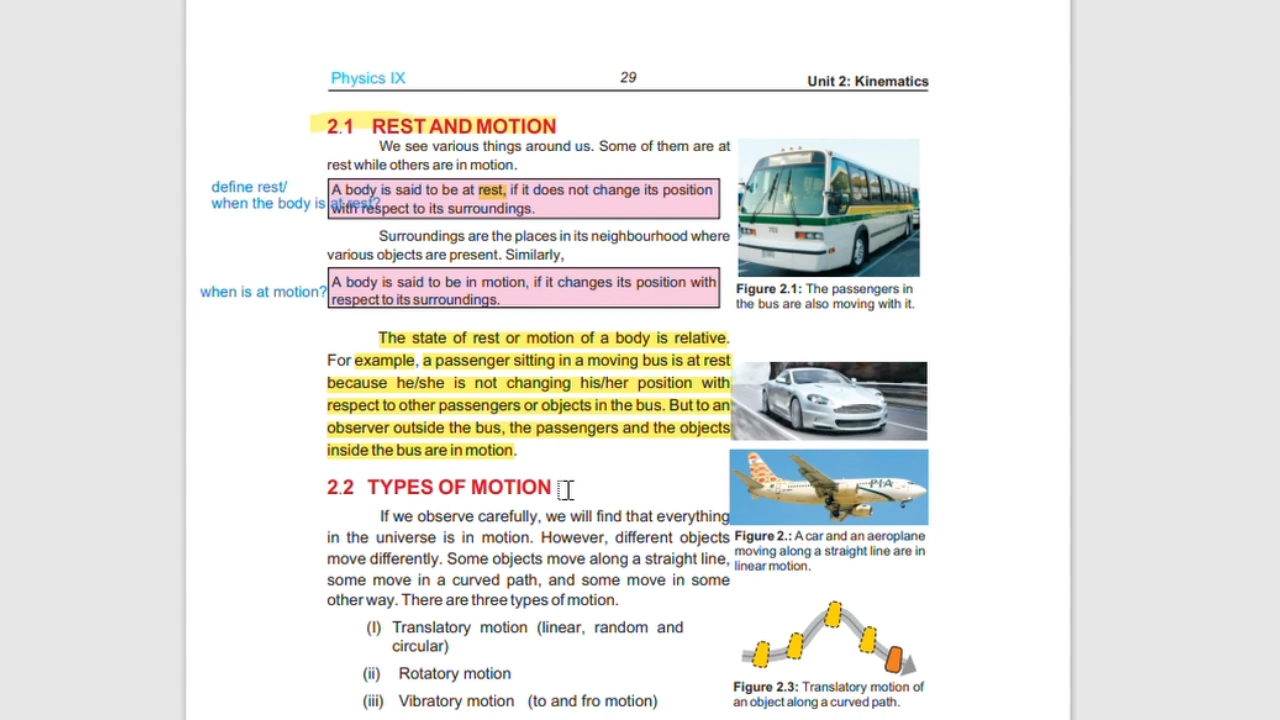 Physics IX
29
Unit 2: Kinematics
2.1 REST AND MOTION
We see various things around us. Some of them are at
rest while others are in motion.
define rest/
when the body is at rest?
A body is said to be at rest, if it does not change its position
with respect to its surroundings.
Surroundings are the places in its neighbourhood where
various objects are present. Similarly,
when is at motion?
A body is said to be in motion, if it changes its position with
respect to its surroundings.
Figure 2.1: The passengers in
the bus are also moving with it.
The state of rest or motion of a body is relative.
For example, a passenger sitting in a moving bus is at rest
because he/she is not changing his/her position with
respect to other passengers or objects in the bus. But to an
observer outside the bus, the passengers and the objects
inside the bus are in motion.
PIA
2.2 TYPES OF MOTION
If we observe carefully, we will find that everything
in the universe is in motion. However, different objects
move differently. Some objects move along a straight line,
some move in a curved path, and some move in some
other way. There are three types of motion.
Figure 2.: A car and an aeroplane
moving along a straight line are in
linear motion.
(I) Translatory motion (linear, random and
circular)
(ii) Rotatory motion
(iii) Vibratory motion (to and fro motion)
Figure 2.3: Translatory motion of
an object along a curved path.